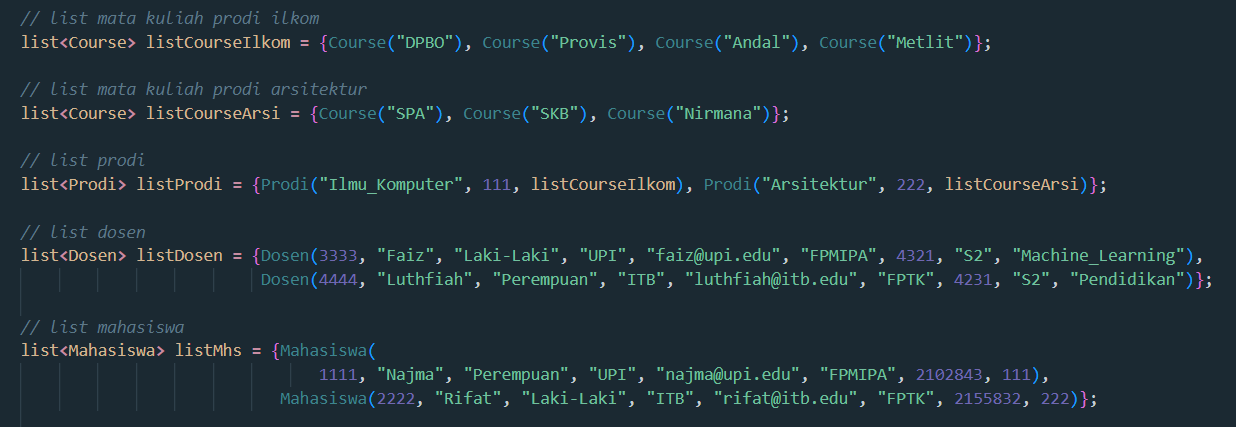 // list mata kuliah prodi ilkom
list<Course> listCourseIlkom = {Course("DPBO"), Course("Provis"), Course("Andal"), Course("Metlit")};
// list mata kuliah prodi arsitektur
list<Course> listCourseArsi = {Course("SPA"), Course("SKB"), Course("Nirmana")};
// list prodi
list<Prodi> listProdi = {Prodi("Ilmu_Komputer", 111, listCourseIlkom), Prodi("Arsitektur", 222, listCourseArsi)};
// list dosen
list<Dosen> listDosen = {Dosen(3333, "Faiz", "Laki-Laki", "UPI", "faiz@upi.edu", "FPMIPA", 4321, "S2", "Machine_Learning"),
Dosen(4444, "Luthfiah", "Perempuan", "ITB", "luthfiah@itb.edu", "FPTK", 4231, "S2", "Pendidikan")};
// list mahasiswa
list<Mahasiswa> listMhs = {Mahasiswa(
1111, "Najma", "Perempuan", "UPI", "najma@upi.edu", "FPMIPA", 2102843, 111),
Mahasiswa(2222, "Rifat", "Laki-Laki", "ITB", "rifat@itb.edu", "FPTK", 2155832, 222)};